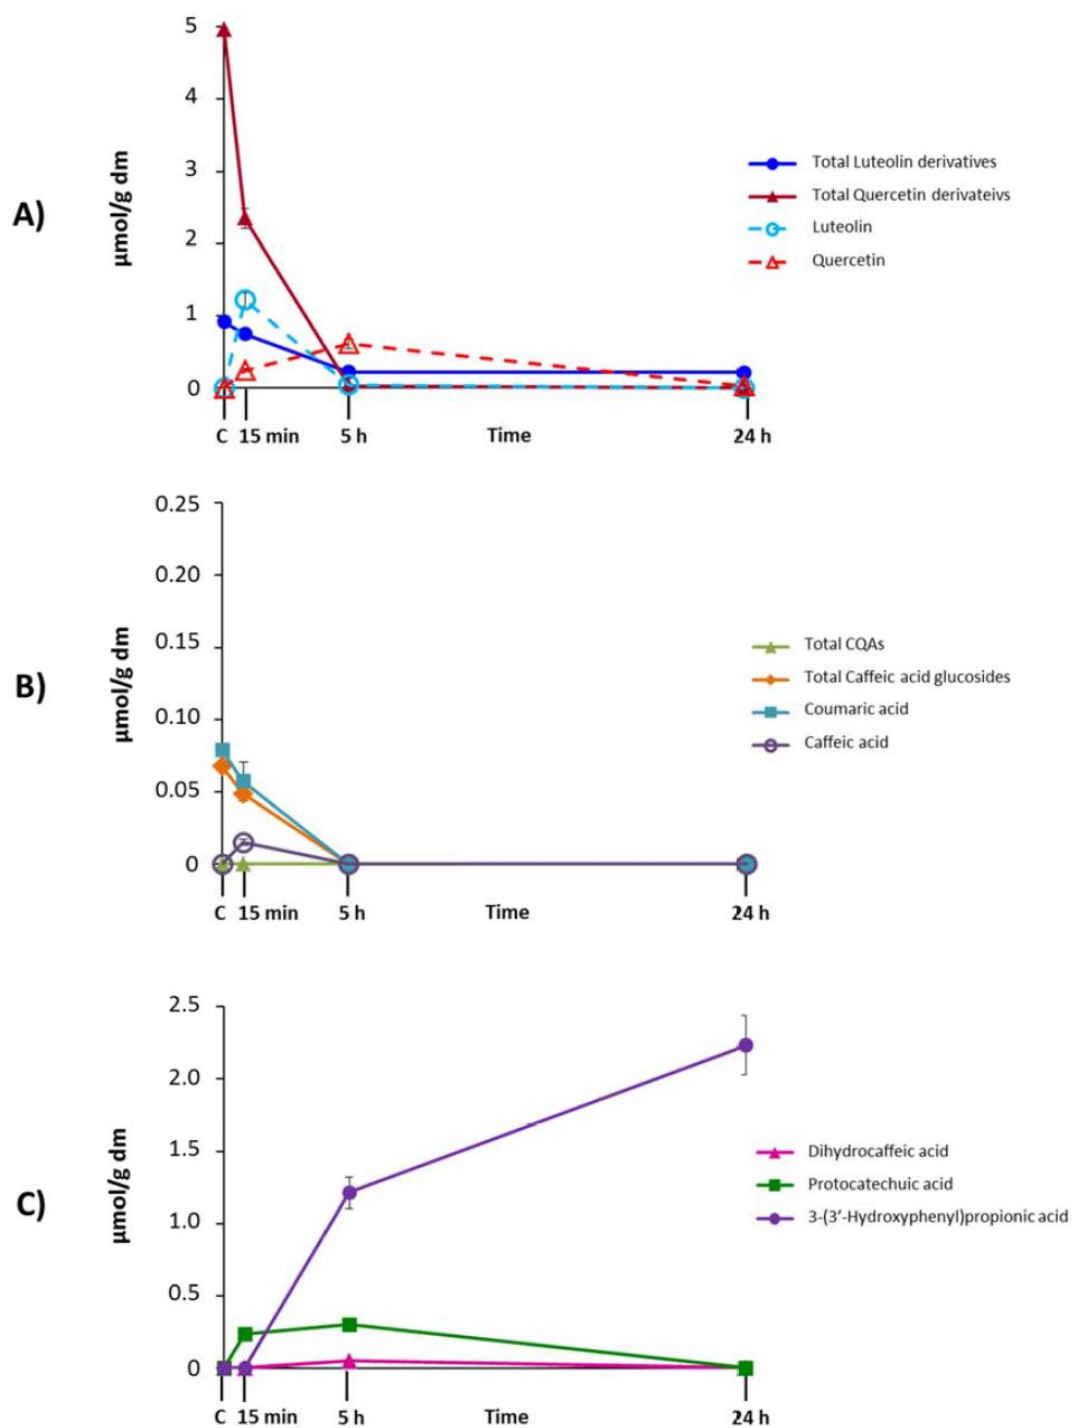 A)
µmol/g dm
5
4
3
2
1
0
C 15 min 5 h Time 24 h
Total Luteolin derivatives
Total Quercetin derivateivs
Luteolin
Quercetin
B)
µmol/g dm
0.25
0.20
0.15
0.10
0.05
0
C 15 min 5 h Time 24 h
Total CQAs
Total Caffeic acid glucosides
Coumaric acid
Caffeic acid
C)
µmol/g dm
2.5
2.0
1.5
1.0
0.5
0
C 15 min 5 h Time 24 h
Dihydrocaffeic acid
Protocatechuic acid
3-(3’-Hydroxyphenyl)propionic acid